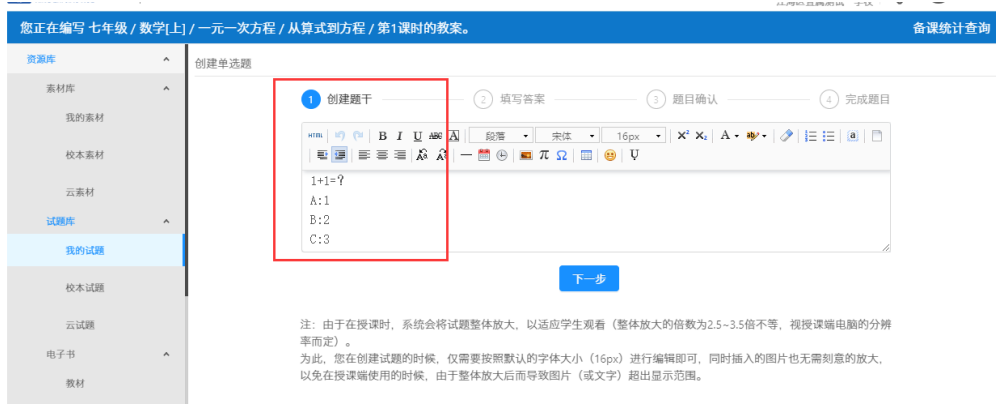 您正在编写 七年级 / 数学[上] / 一元一次方程 / 从算式到方程 / 第1课时的教案。
备课统计查询
资源库
素材库
我的素材
校本素材
云素材
试题库
我的试题
校本试题
云试题
电子书
教材
创建单选题
1 创建题干
2 填写答案
3 题目确认
4 完成题目
HTML B I U ABC A 段落 宋体 16px X² X₂ A ab a
π Ω
1+1=?
A:1
B:2
C:3
下一步
注:由于在授课时,系统会将试题整体放大,以适应学生观看(整体放大的倍数为2.5~3.5倍不等,视授课端电脑的分辨
率而定)。
为此,您在创建试题的时候,仅需要按照默认的字体大小(16px)进行编辑即可,同时插入的图片也无需刻意的放大,
以免在授课端使用的时候,由于整体放大后而导致图片(或文字)超出显示范围。